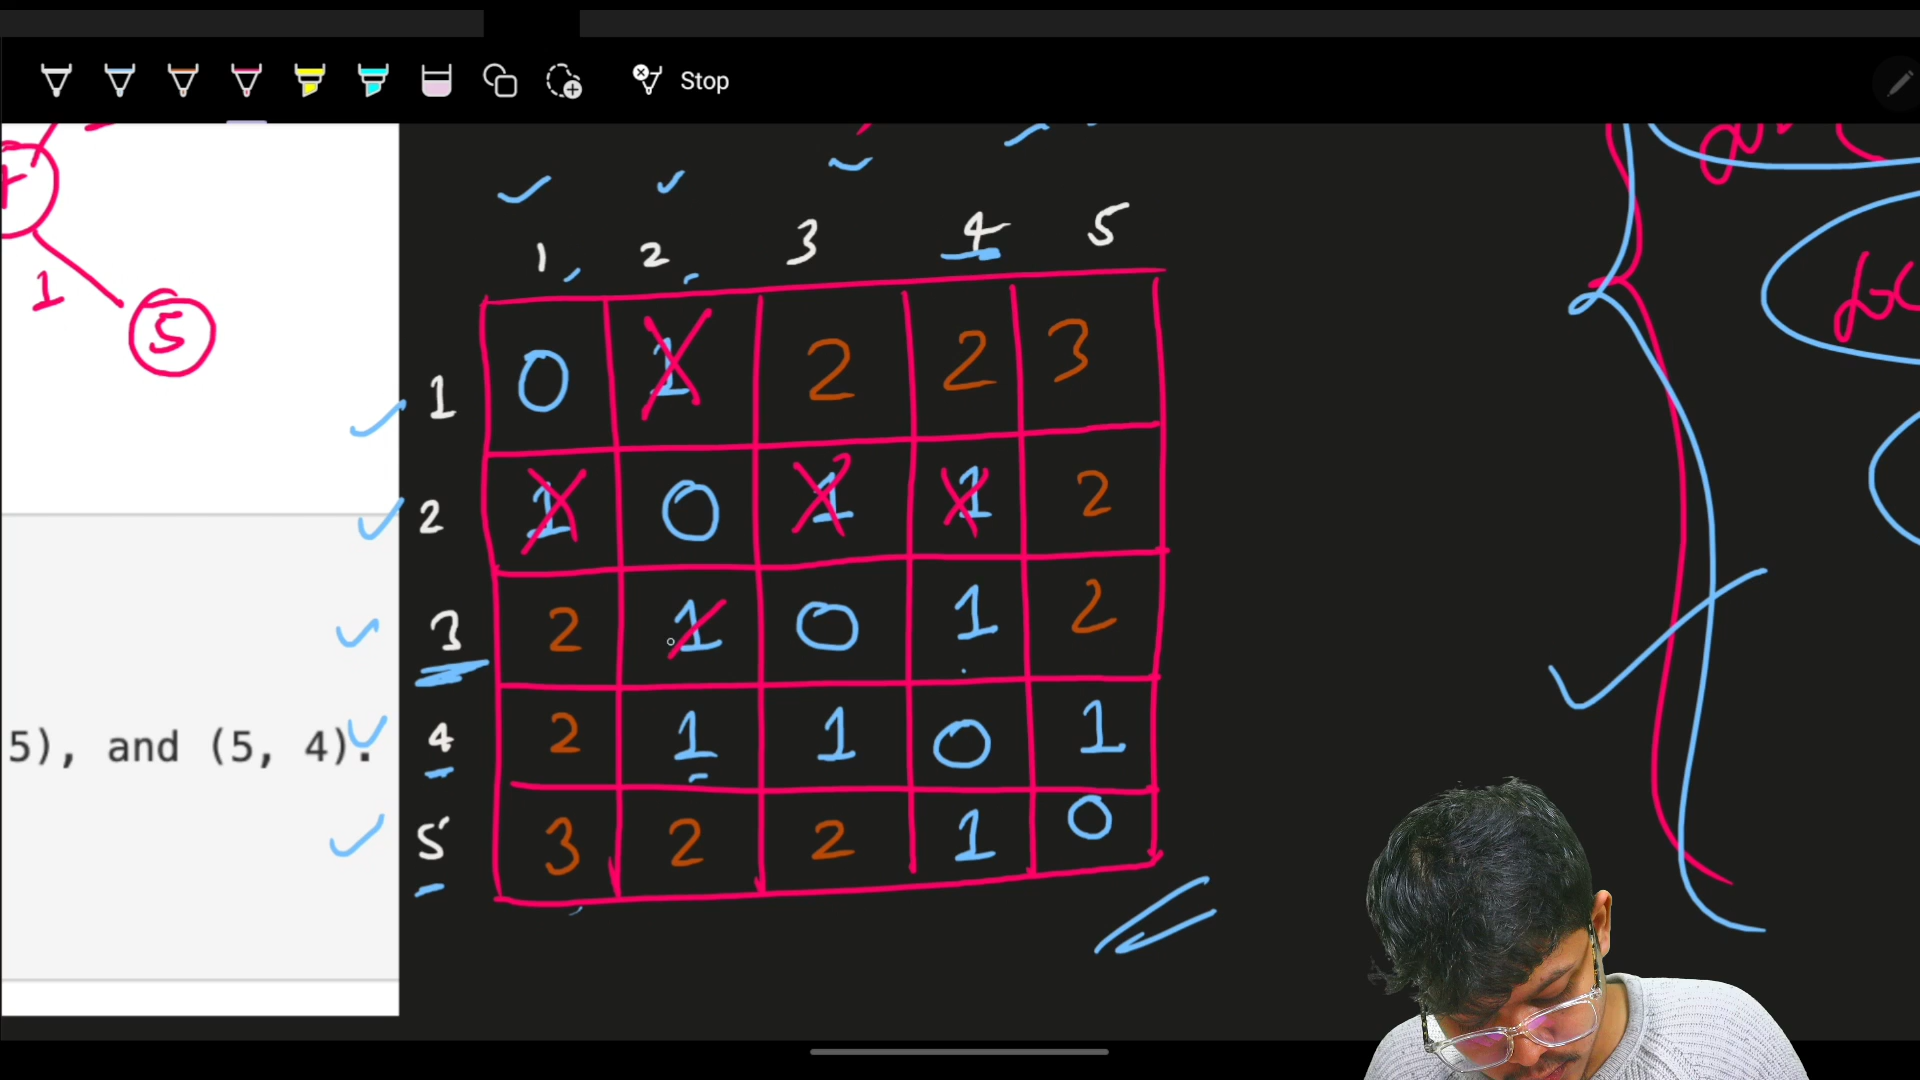 Stop
1 2 3 4 5
1 0 1 2 2 3
2 1 0 1 1 2
3 2 1 0 1 2
4 2 1 1 0 1
5 3 2 2 1 0
1
5
5), and (5, 4).